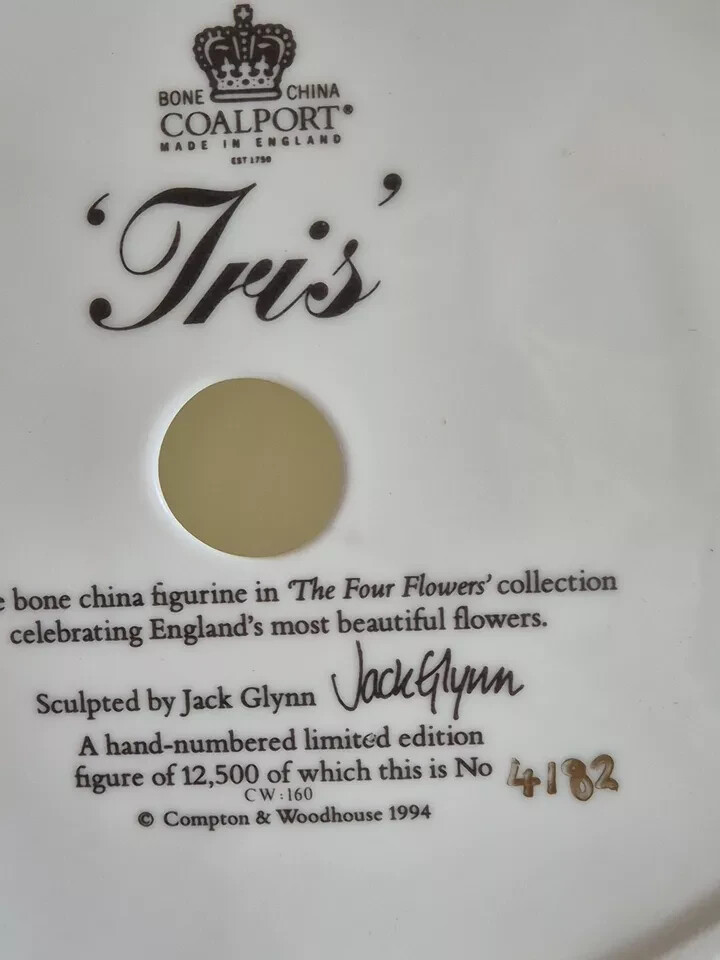 BONE CHINA
COALPORT®
MADE IN ENGLAND
EST 1750
'Iris'
bone china figurine in 'The Four Flowers' collection
celebrating England's most beautiful flowers.
Sculpted by Jack Glynn Jack Glynn
A hand-numbered limited edition
figure of 12,500 of which this is No 4182
CW:160
© Compton & Woodhouse 1994